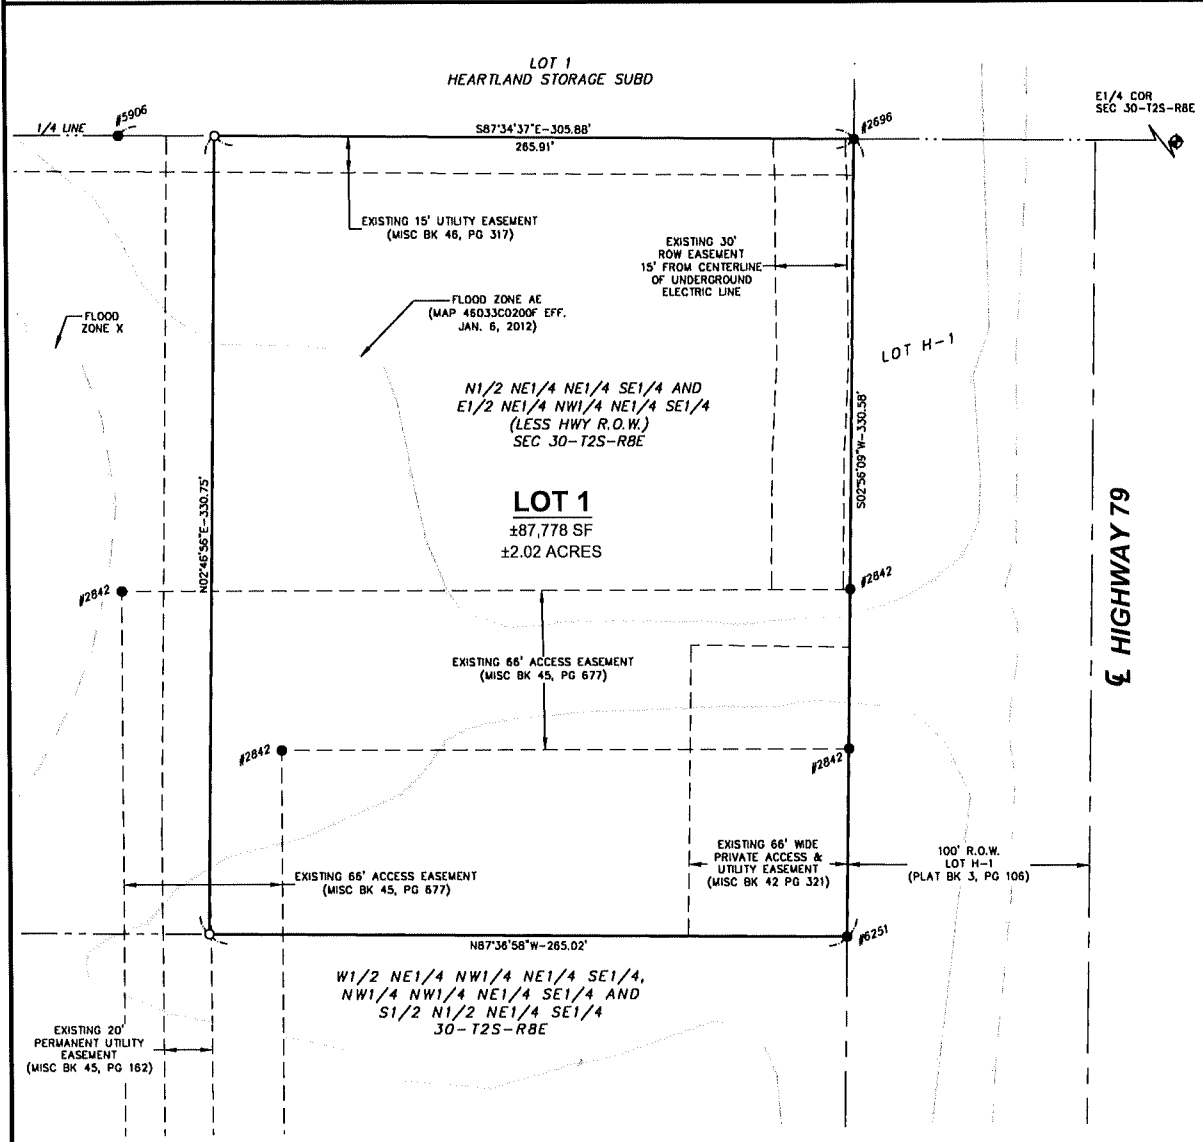 LOT 1
HEARTLAND STORAGE SUBD
E1/4 COR
SEC 30-T2S-R8E
#5906
1/4 LINE
S87°34'37"E-305.88'
265.91'
#2696
EXISTING 15' UTILITY EASEMENT
(MISC BK 46, PG 317)
EXISTING 30'
ROW EASEMENT
15' FROM CENTERLINE
OF UNDERGROUND
ELECTRIC LINE
FLOOD
ZONE X
FLOOD ZONE AE
(MAP 46033C0200F EFF.
JAN. 6, 2012)
LOT H-1
N1/2 NE1/4 NE1/4 SE1/4 AND
E1/2 NE1/4 NW1/4 NE1/4 SE1/4
(LESS HWY R.O.W.)
SEC 30-T2S-R8E
S02°56'09"W-330.58'
N02°46'56"E-330.75'
LOT 1
±87,778 SF
±2.02 ACRES
℄ HIGHWAY 79
#2842
#2842
EXISTING 66' ACCESS EASEMENT
(MISC BK 45, PG 677)
#2842
#2842
EXISTING 66' WIDE
PRIVATE ACCESS &
UTILITY EASEMENT
(MISC BK 42 PG 321)
100' R.O.W.
LOT H-1
(PLAT BK 3, PG 106)
EXISTING 66' ACCESS EASEMENT
(MISC BK 45, PG 677)
N87°36'58"W-265.02'
#6251
W1/2 NE1/4 NW1/4 NE1/4 SE1/4,
NW1/4 NW1/4 NE1/4 SE1/4 AND
S1/2 N1/2 NE1/4 SE1/4
30-T2S-R8E
EXISTING 20'
PERMANENT UTILITY
EASEMENT
(MISC BK 45, PG 162)